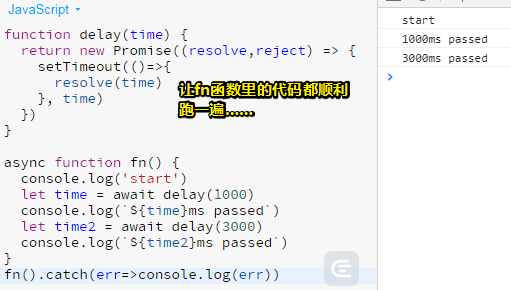 JavaScript
function delay(time) {
  return new Promise((resolve,reject) => {
    setTimeout(()=>{
      resolve(time)
    }, time)
  })
}
让fn函数里的代码都顺利
跑一遍......
async function fn() {
  console.log('start')
  let time = await delay(1000)
  console.log(`${time}ms passed`)
  let time2 = await delay(3000)
  console.log(`${time2}ms passed`)
}
fn().catch(err=>console.log(err))
start
1000ms passed
3000ms passed